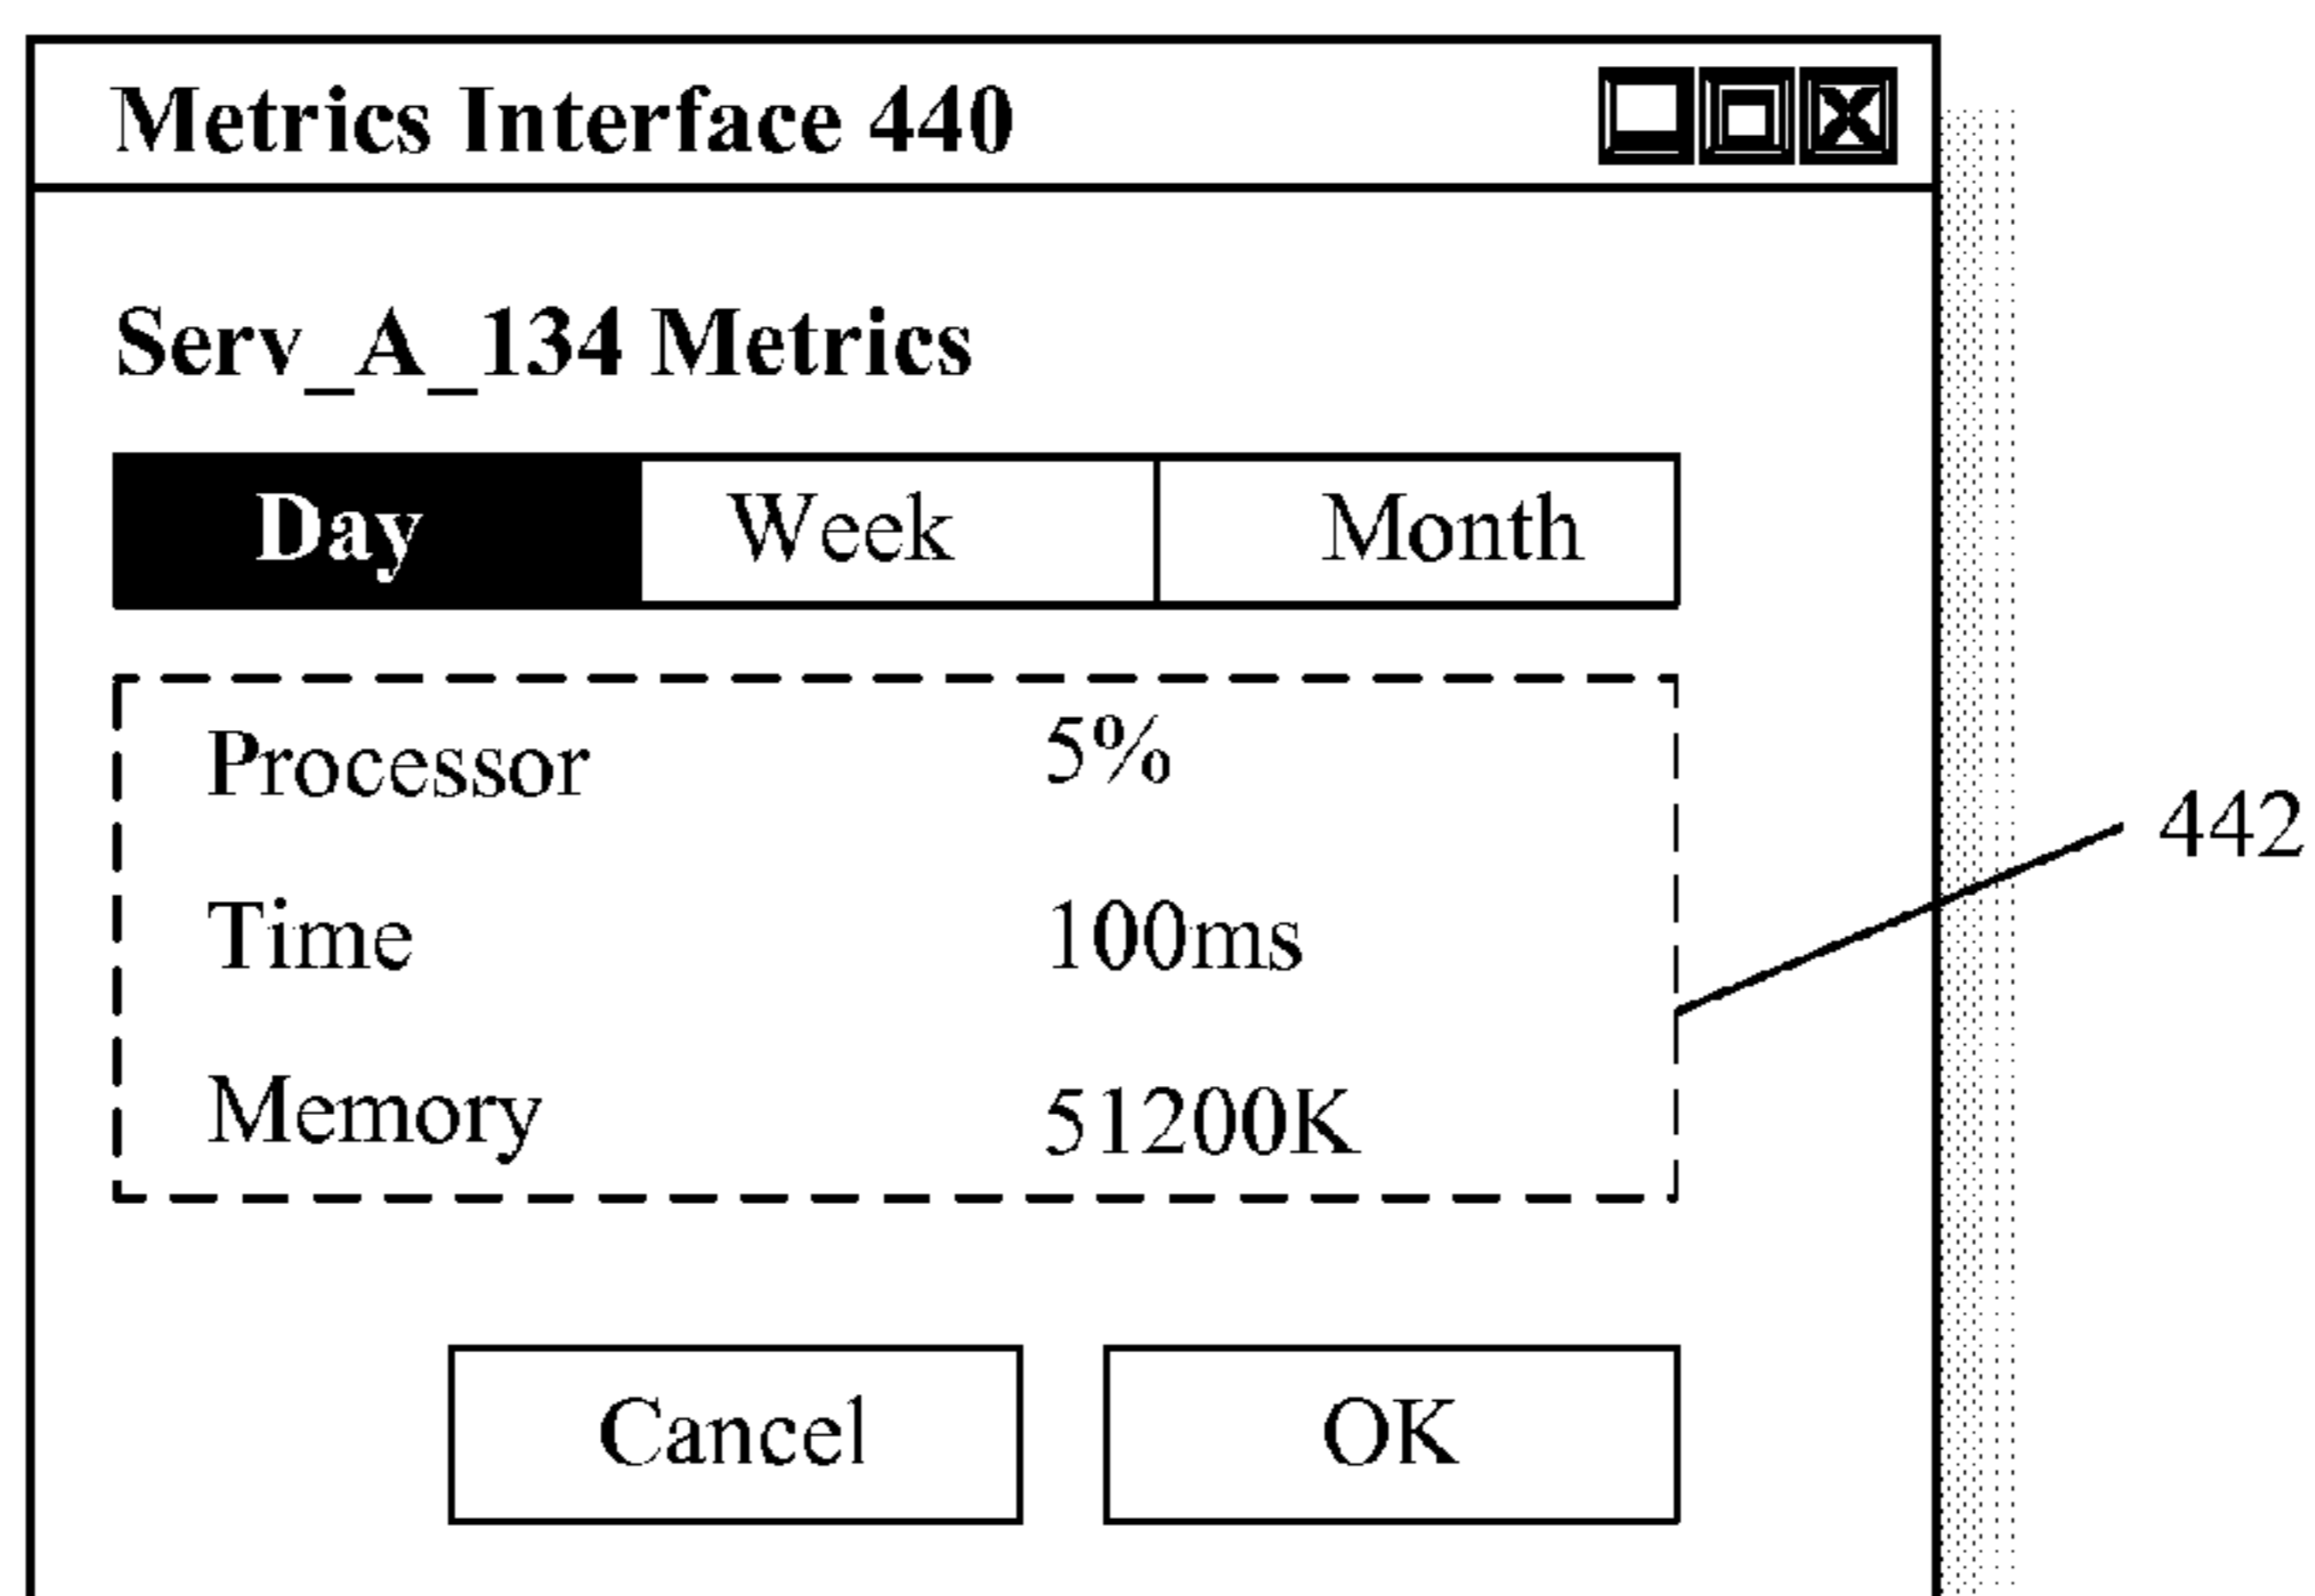 Metrics Interface 440
Serv_A_134 Metrics
Day Week Month
Processor 5%
442
Time 100ms
Memory 51200K
Cancel OK